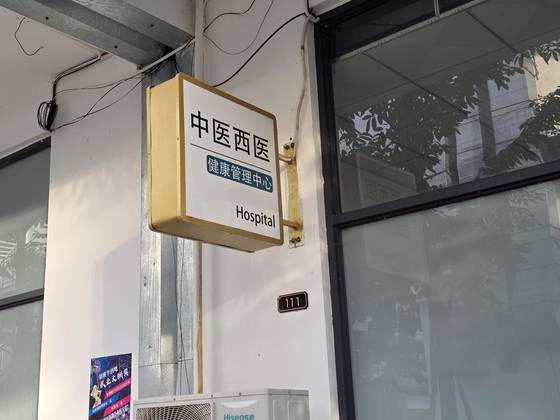 中医西医
健康管理中心
Hospital
111
Hisense